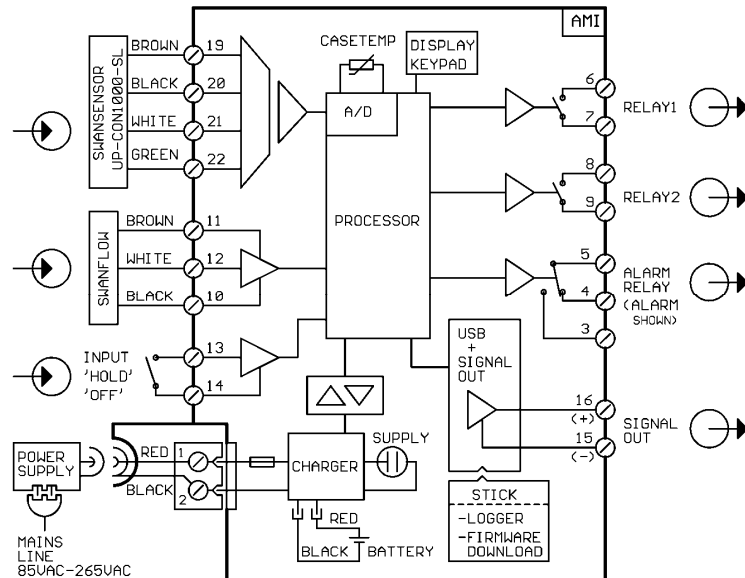 AMI
SWANSENSOR
UP-CON1000-SL
BROWN 19
BLACK 20
WHITE 21
GREEN 22
CASETEMP
A/D
DISPLAY
KEYPAD
PROCESSOR
6
7
RELAY1
8
9
RELAY2
5
4
3
ALARM
RELAY
(ALARM
SHOWN)
SWANFLOW
BROWN 11
WHITE 12
BLACK 10
INPUT
'HOLD'
'OFF'
13
14
USB
+
SIGNAL
OUT
16
(+)
15
(-)
SIGNAL
OUT
POWER
SUPPLY
RED 1
BLACK 2
CHARGER
SUPPLY
RED
BLACK
BATTERY
STICK
-LOGGER
-FIRMWARE
DOWNLOAD
MAINS
LINE
85VAC-265VAC